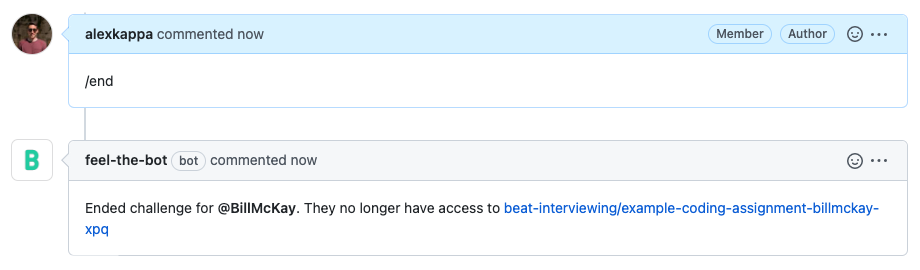 alexkappa commented now Member Author
/end
B
feel-the-bot bot commented now
Ended challenge for @BillMcKay. They no longer have access to beat-interviewing/example-coding-assignment-billmckay-
xpq